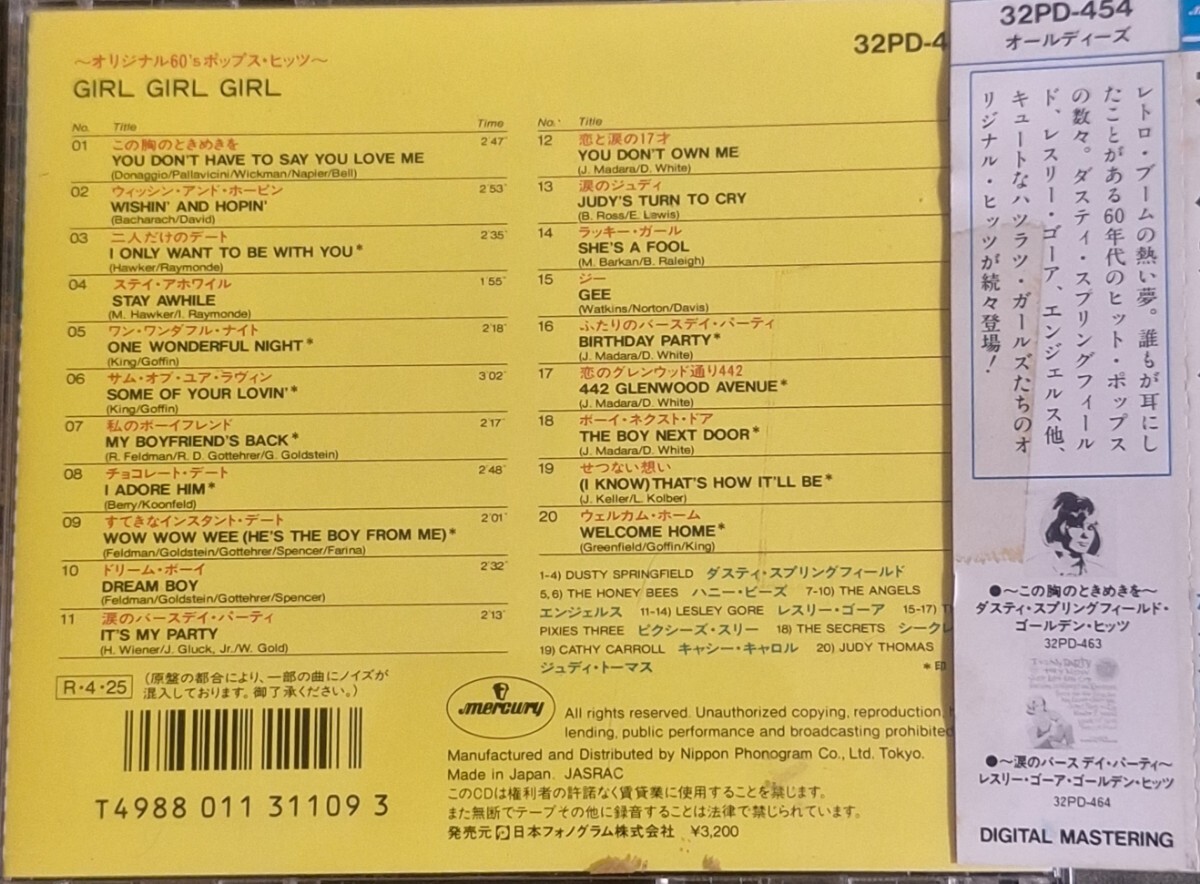 〜オリジナル60'sポップス・ヒッツ〜
GIRL GIRL GIRL
32PD-4
No. Title Time
01 この胸のときめきを 2'47"
YOU DON'T HAVE TO SAY YOU LOVE ME
(Donaggio/Pallavicini/Wickman/Napier/Bell)
02 ウィッシン・アンド・ホーピン 2'53"
WISHIN' AND HOPIN'
(Bacharach/David)
03 二人だけのデート 2'35"
I ONLY WANT TO BE WITH YOU*
(Hawker/Raymonde)
04 ステイ・アホワイル 1'55"
STAY AWHILE
(M. Hawker/I. Raymonde)
05 ワン・ワンダフル・ナイト 2'18"
ONE WONDERFUL NIGHT*
(King/Goffin)
06 サム・オブ・ユア・ラヴィン 3'02"
SOME OF YOUR LOVIN'*
(King/Goffin)
07 私のボーイフレンド 2'17"
MY BOYFRIEND'S BACK*
(R. Feldman/R. D. Gottehrer/G. Goldstein)
08 チョコレート・デート 2'48"
I ADORE HIM*
(Berry/Koonfeld)
09 すてきなインスタント・デート 2'01"
WOW WOW WEE (HE'S THE BOY FROM ME)*
(Feldman/Goldstein/Gottehrer/Spencer/Farina)
10 ドリーム・ボーイ 2'32"
DREAM BOY
(Feldman/Goldstein/Gottehrer/Spencer)
11 涙のバースデイ・パーティ 2'13"
IT'S MY PARTY
(H. Wiener/J. Gluck, Jr./W. Gold)
No. Title
12 恋と涙の17才
YOU DON'T OWN ME
(J. Madara/D. White)
13 涙のジュディ
JUDY'S TURN TO CRY
(B. Ross/E. Lewis)
14 ラッキー・ガール
SHE'S A FOOL
(M. Barkan/B. Raleigh)
15 ジー
GEE
(Watkins/Norton/Davis)
16 ふたりのバースデイ・パーティ
BIRTHDAY PARTY*
(J. Madara/D. White)
17 恋のグレンウッド通り442
442 GLENWOOD AVENUE*
(J. Madara/D. White)
18 ボーイ・ネクスト・ドア
THE BOY NEXT DOOR*
(J. Madara/D. White)
19 せつない想い
(I KNOW) THAT'S HOW IT'LL BE*
(J. Keller/L. Kolber)
20 ウェルカム・ホーム
WELCOME HOME*
(Greenfield/Goffin/King)
1-4) DUSTY SPRINGFIELD ダスティ・スプリングフィールド
5, 6) THE HONEY BEES ハニー・ビーズ 7-10) THE ANGELS
エンジェルス 11-14) LESLEY GORE レスリー・ゴーア 15-17) T
PIXIES THREE ピクシーズ・スリー 18) THE SECRETS シークレ
19) CATHY CARROLL キャシー・キャロル 20) JUDY THOMAS
ジュディ・トーマス *印
R・4・25 (原盤の都合により、一部の曲にノイズが
混入しております。御了承ください。)
T4988 011 31109 3
mercury
All rights reserved. Unauthorized copying, reproduction,
lending, public performance and broadcasting prohibited
Manufactured and Distributed by Nippon Phonogram Co., Ltd. Tokyo.
Made in Japan. JASRAC
このCDは権利者の許諾なく賃貸業に使用することを禁じます。
また無断でテープその他に録音することは法律で禁じられています。
発売元 日本フォノグラム株式会社 ¥3,200
32PD-454
オールディーズ
レトロ・ブームの熱い夢。誰もが耳にし
たことがある60年代のヒット・ポップス
の数々。ダスティ・スプリングフィール
ド、レスリー・ゴーア、エンジェルス他、
キュートなハツラツ・ガールズたちのオ
リジナル・ヒッツが続々登場!
●〜この胸のときめきを〜
ダスティ・スプリングフィールド・
ゴールデン・ヒッツ
32PD-463
●〜涙のバースデイ・パーティ〜
レスリー・ゴーア・ゴールデン・ヒッツ
32PD-464
DIGITAL MASTERING